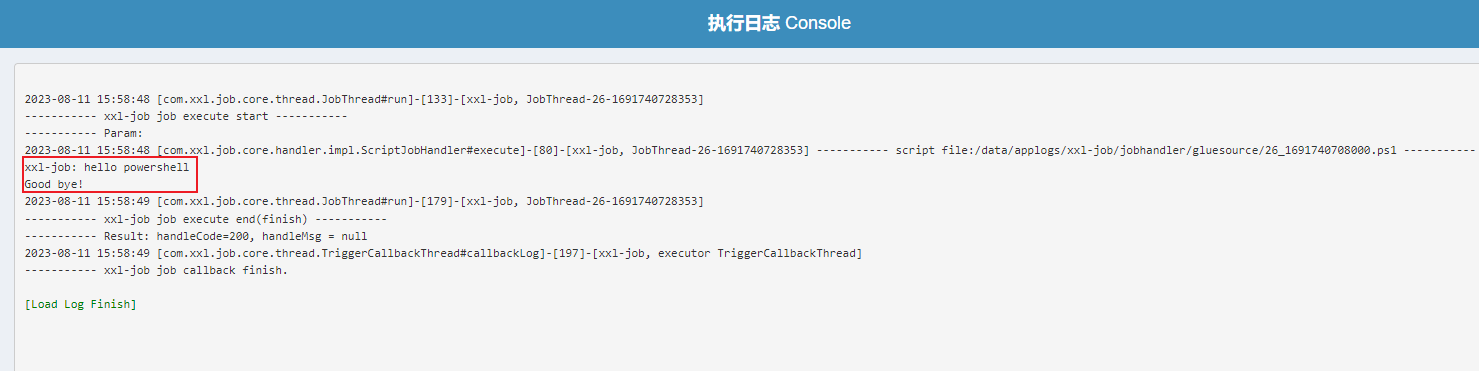 执行日志 Console
2023-08-11 15:58:48 [com.xxl.job.core.thread.JobThread#run]-[133]-[xxl-job, JobThread-26-1691740728353]
----------- xxl-job job execute start -----------
----------- Param:
2023-08-11 15:58:48 [com.xxl.job.core.handler.impl.ScriptJobHandler#execute]-[80]-[xxl-job, JobThread-26-1691740728353] ----------- script file:/data/applogs/xxl-job/jobhandler/gluesource/26_1691740708000.ps1 -----------
xxl-job: hello powershell
Good bye!
2023-08-11 15:58:49 [com.xxl.job.core.thread.JobThread#run]-[179]-[xxl-job, JobThread-26-1691740728353]
----------- xxl-job job execute end(finish) -----------
----------- Result: handleCode=200, handleMsg = null
2023-08-11 15:58:49 [com.xxl.job.core.thread.TriggerCallbackThread#callbackLog]-[197]-[xxl-job, executor TriggerCallbackThread]
----------- xxl-job job callback finish.
[Load Log Finish]